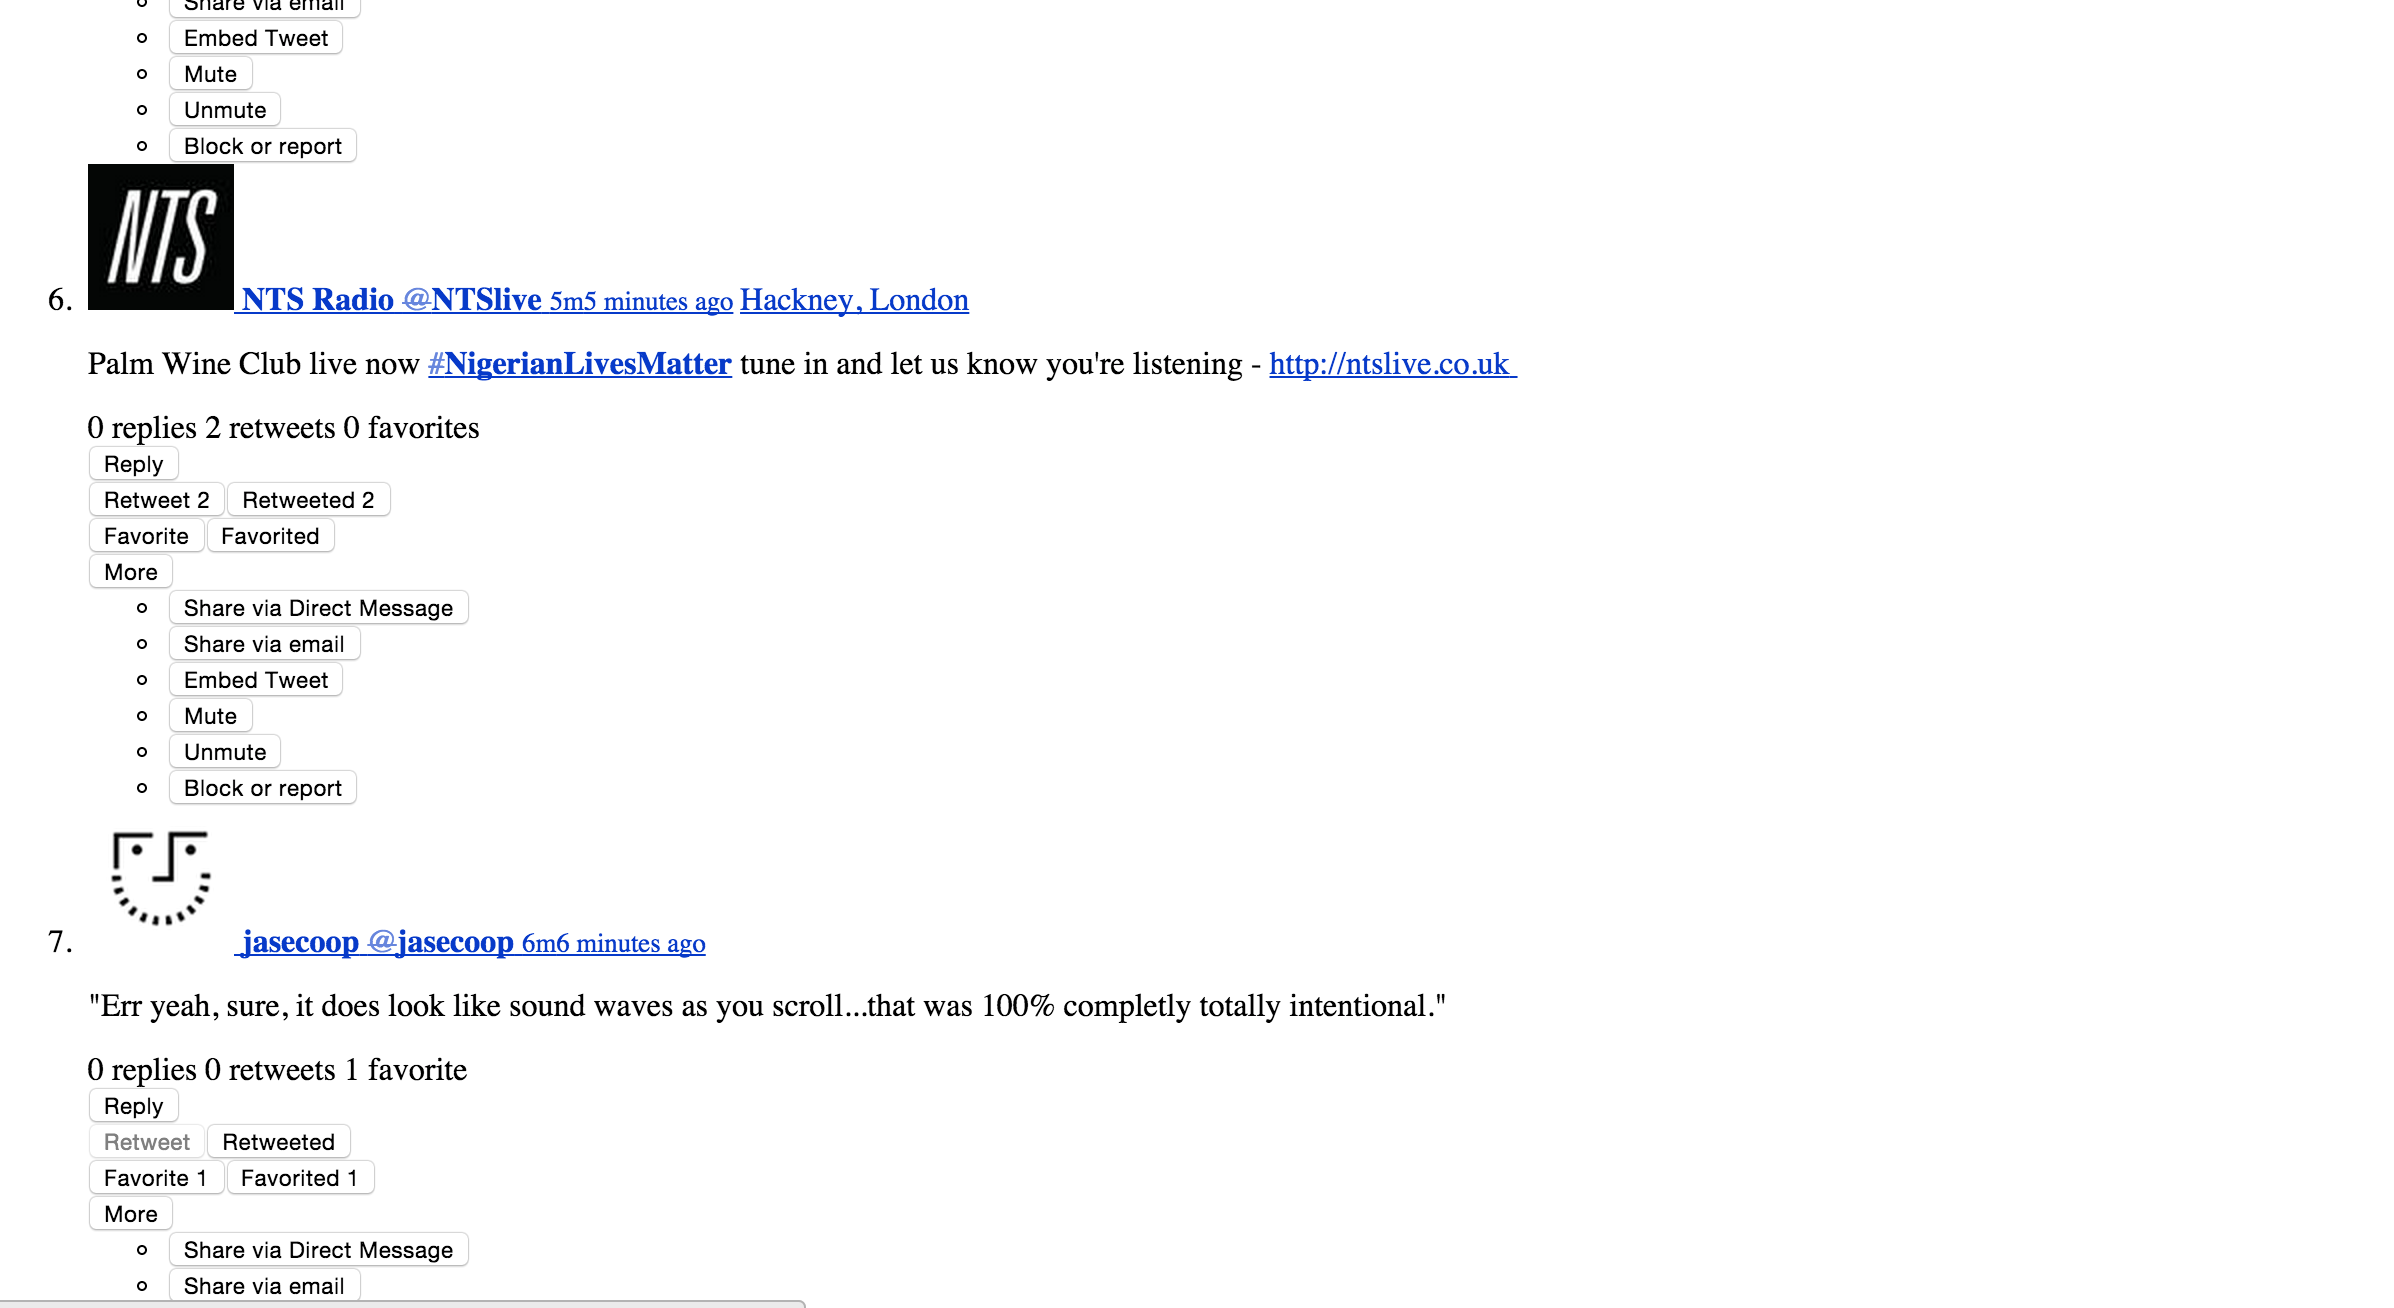 Share via email
Embed Tweet
Mute
Unmute
Block or report
NTS
6. NTS Radio @NTSlive 5m5 minutes ago Hackney, London
Palm Wine Club live now #NigerianLivesMatter tune in and let us know you're listening - http://ntslive.co.uk
0 replies 2 retweets 0 favorites
Reply
Retweet 2 Retweeted 2
Favorite Favorited
More
Share via Direct Message
Share via email
Embed Tweet
Mute
Unmute
Block or report
7. jasecoop @jasecoop 6m6 minutes ago
"Err yeah, sure, it does look like sound waves as you scroll...that was 100% completly totally intentional."
0 replies 0 retweets 1 favorite
Reply
Retweet Retweeted
Favorite 1 Favorited 1
More
Share via Direct Message
Share via email